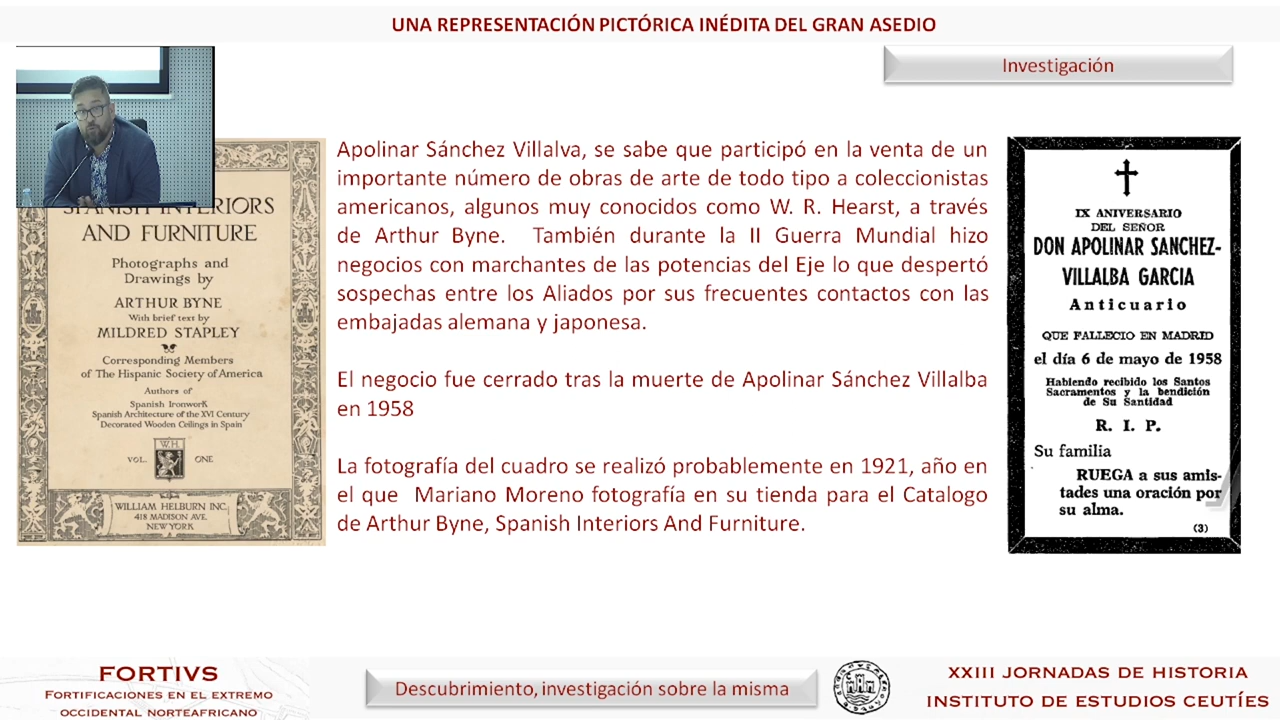 UNA REPRESENTACIÓN PICTÓRICA INÉDITA DEL GRAN ASEDIO
Investigación
SPANISH INTERIORS
AND FURNITURE
Photographs and
Drawings by
ARTHUR BYNE
With brief text by
MILDRED STAPLEY
Corresponding Members
of The Hispanic Society of America
Authors of
Spanish Ironwork
Spanish Architecture of the XVI Century
Decorated Wooden Ceilings in Spain
VOL. ONE
W.H.
WILLIAM HELBURN INC.
418 MADISON AVE.
NEW YORK
Apolinar Sánchez Villalva, se sabe que participó en la venta de un
importante número de obras de arte de todo tipo a coleccionistas
americanos, algunos muy conocidos como W. R. Hearst, a través
de Arthur Byne. También durante la II Guerra Mundial hizo
negocios con marchantes de las potencias del Eje lo que despertó
sospechas entre los Aliados por sus frecuentes contactos con las
embajadas alemana y japonesa.
El negocio fue cerrado tras la muerte de Apolinar Sánchez Villalba
en 1958
La fotografía del cuadro se realizó probablemente en 1921, año en
el que Mariano Moreno fotografía en su tienda para el Catalogo
de Arthur Byne, Spanish Interiors And Furniture.
IX ANIVERSARIO
DEL SEÑOR
DON APOLINAR SANCHEZ-
VILLALBA GARCIA
Anticuario
QUE FALLECIO EN MADRID
el día 6 de mayo de 1958
Habiendo recibido los Santos
Sacramentos y la bendición
de Su Santidad
R. I. P.
Su familia
RUEGA a sus amis-
tades una oración por
su alma.
(3)
FORTIVS
FORTIFICACIONES EN EL EXTREMO
OCCIDENTAL NORTEAFRICANO
Descubrimiento, investigación sobre la misma
XXIII JORNADAS DE HISTORIA
INSTITUTO DE ESTUDIOS CEUTÍES